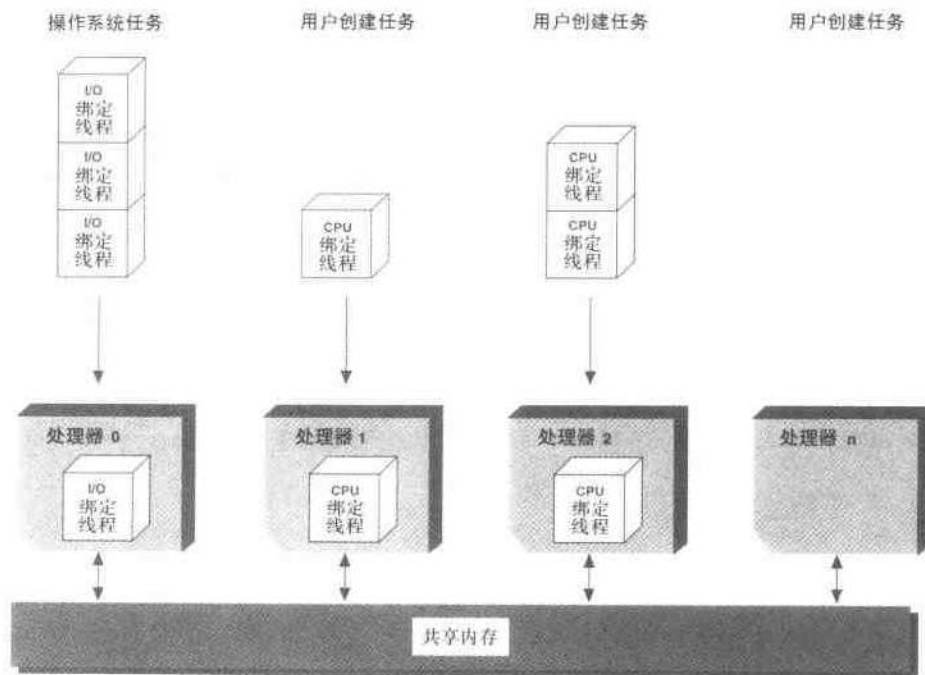 操作系统任务
用户创建任务
用户创建任务
用户创建任务
I/O
绑定
线程
I/O
绑定
线程
I/O
绑定
线程
CPU
绑定
线程
CPU
绑定
线程
CPU
绑定
线程
处理器 0
I/O
绑定
线程
处理器 1
CPU
绑定
线程
处理器 2
CPU
绑定
线程
处理器 n
共享内存